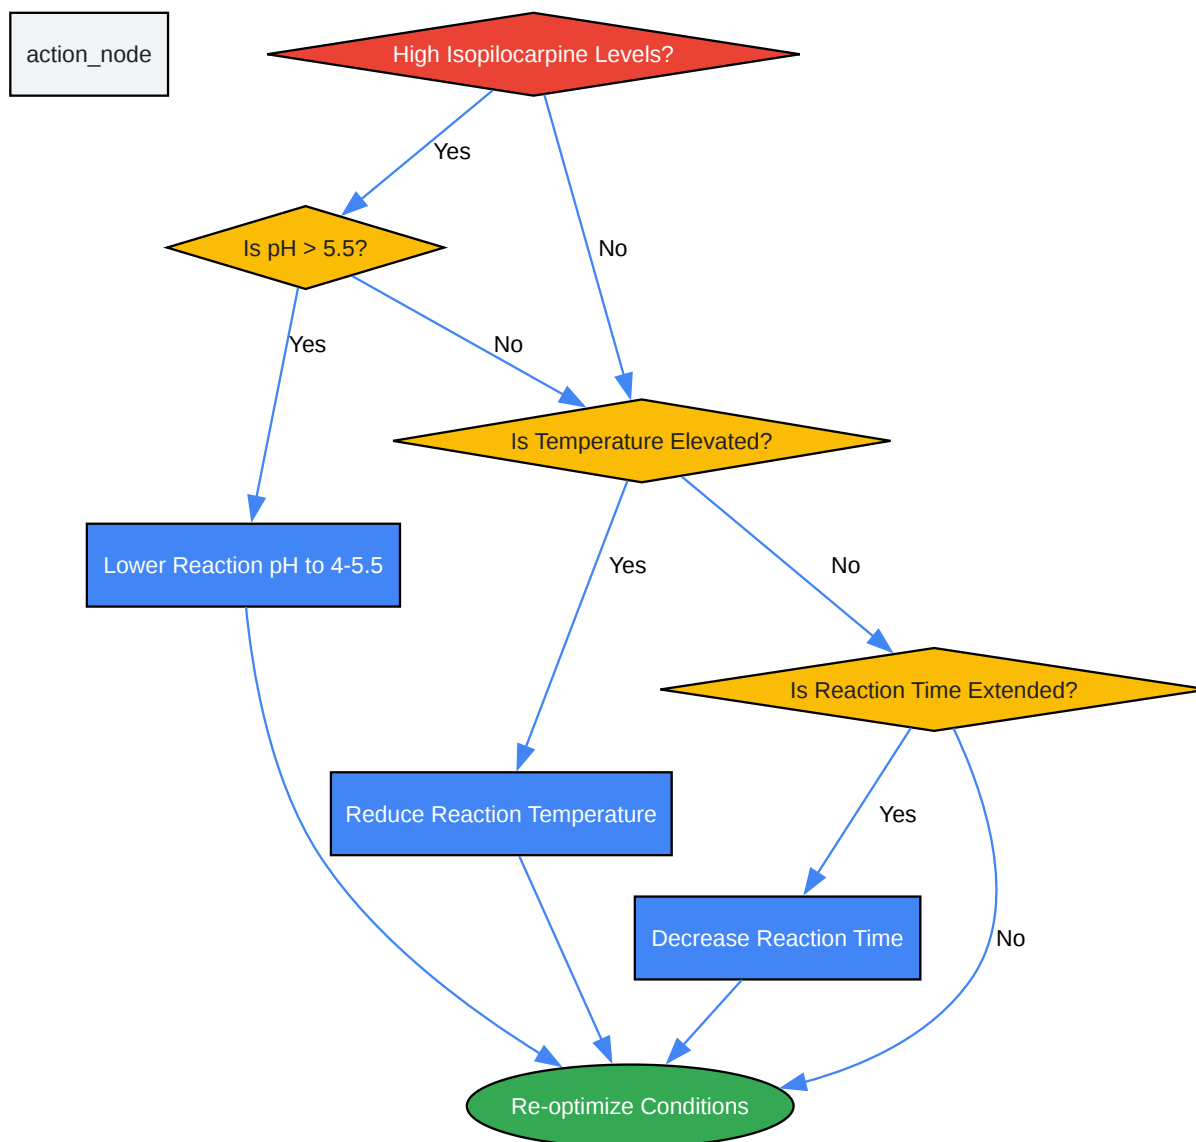 action_node
High Isopilocarpine Levels?
Yes
No
Is pH > 5.5?
Yes
No
Is Temperature Elevated?
Lower Reaction pH to 4-5.5
Yes
No
Is Reaction Time Extended?
Reduce Reaction Temperature
Yes
Decrease Reaction Time
No
Re-optimize Conditions